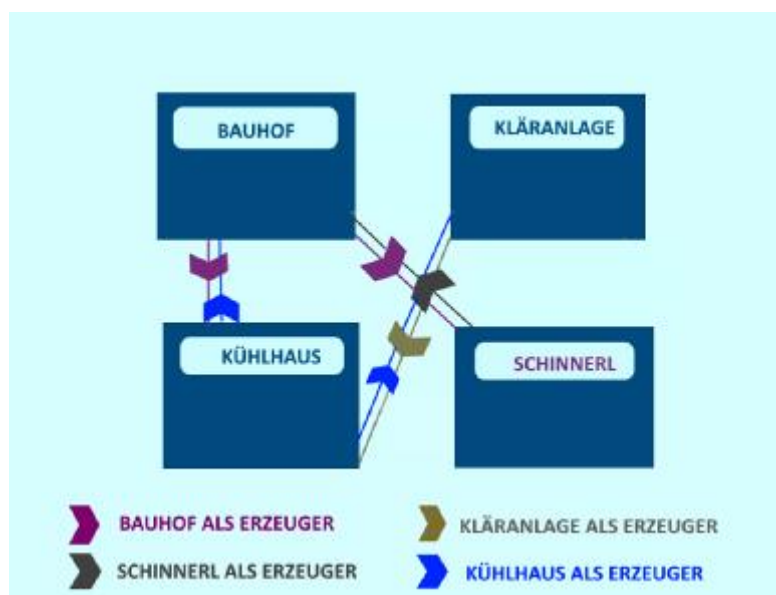 BAUHOF
KLÄRANLAGE
KÜHLHAUS
SCHINNERL
BAUHOF ALS ERZEUGER
KLÄRANLAGE ALS ERZEUGER
SCHINNERL ALS ERZEUGER
KÜHLHAUS ALS ERZEUGER